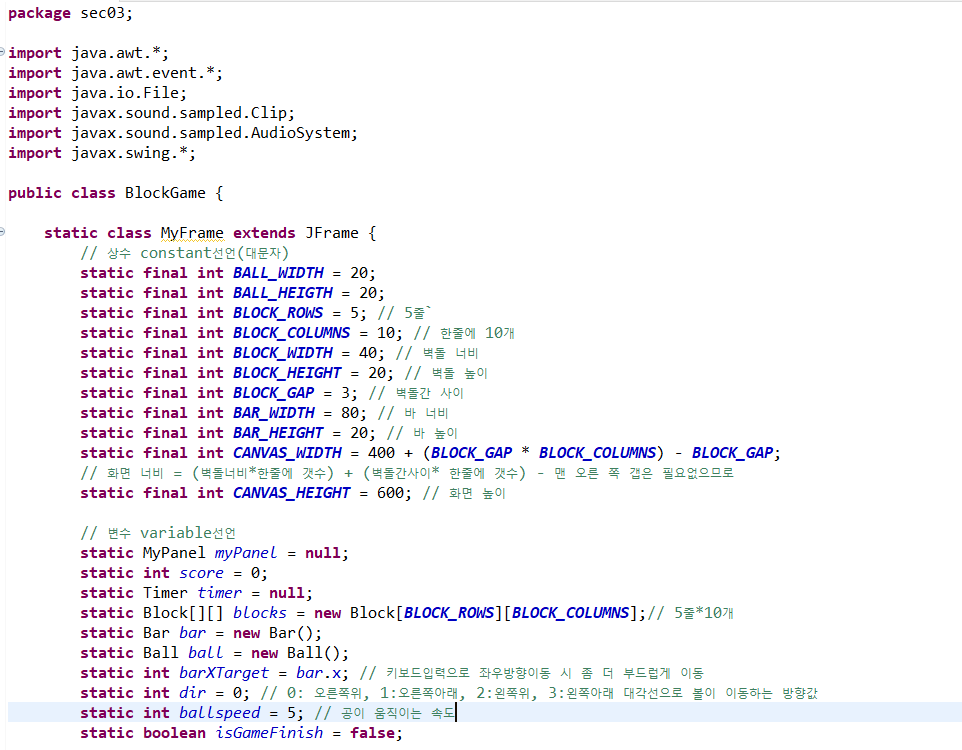 package sec03;
import java.awt.*;
import java.awt.event.*;
import java.io.File;
import javax.sound.sampled.Clip;
import javax.sound.sampled.AudioSystem;
import javax.swing.*;
public class BlockGame {
static class MyFrame extends JFrame {
// 상수 constant선언(대문자)
static final int BALL_WIDTH = 20;
static final int BALL_HEIGTH = 20;
static final int BLOCK_ROWS = 5; // 5줄`
static final int BLOCK_COLUMNS = 10; // 한줄에 10개
static final int BLOCK_WIDTH = 40; // 벽돌 너비
static final int BLOCK_HEIGHT = 20; // 벽돌 높이
static final int BLOCK_GAP = 3; // 벽돌간 사이
static final int BAR_WIDTH = 80; // 바 너비
static final int BAR_HEIGHT = 20; // 바 높이
static final int CANVAS_WIDTH = 400 + (BLOCK_GAP * BLOCK_COLUMNS) - BLOCK_GAP;
// 화면 너비 = (벽돌너비*한줄에 갯수) + (벽돌간사이* 한줄에 갯수) - 맨 오른 쪽 갭은 필요없으므로
static final int CANVAS_HEIGHT = 600; // 화면 높이
// 변수 variable선언
static MyPanel myPanel = null;
static int score = 0;
static Timer timer = null;
static Block[][] blocks = new Block[BLOCK_ROWS][BLOCK_COLUMNS];// 5줄*10개
static Bar bar = new Bar();
static Ball ball = new Ball();
static int barXTarget = bar.x; // 키보드입력으로 좌우방향이동 시 좀 더 부드럽게 이동
static int dir = 0; // 0: 오른쪽위, 1:오른쪽아래, 2:왼쪽위, 3:왼쪽아래 대각선으로 볼이 이동하는 방향값
static int ballspeed = 5; // 공이 움직이는 속도
static boolean isGameFinish = false;